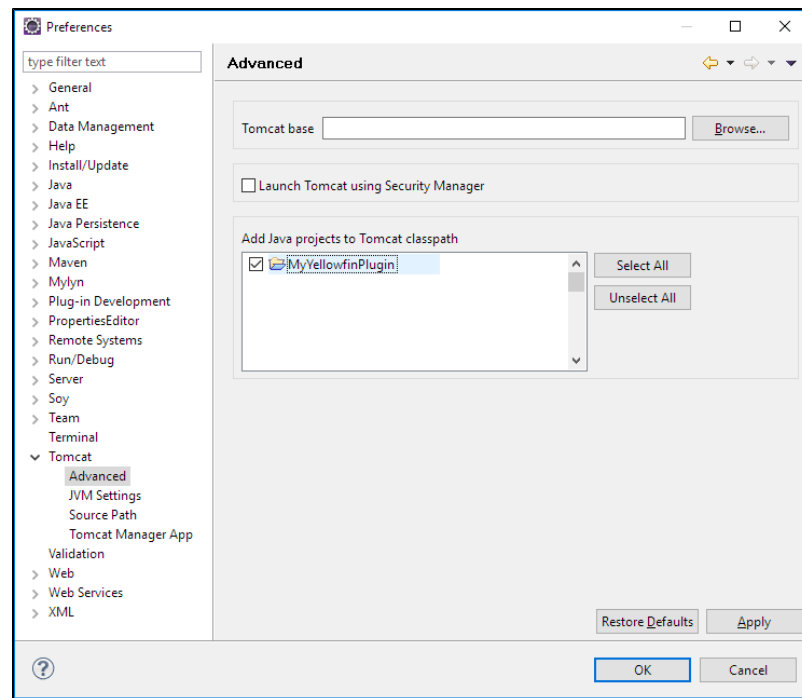 Preferences
type filter text
General
Ant
Data Management
Help
Install/Update
Java
Java EE
Java Persistence
JavaScript
Maven
Mylyn
Plug-in Development
PropertiesEditor
Remote Systems
Run/Debug
Server
Soy
Team
Terminal
Tomcat
Advanced
JVM Settings
Source Path
Tomcat Manager App
Validation
Web
Web Services
XML
Advanced
Tomcat base
Browse...
Launch Tomcat using Security Manager
Add Java projects to Tomcat classpath
MyYellowfinPlugin
Select All
Unselect All
Restore Defaults
Apply
?
OK
Cancel